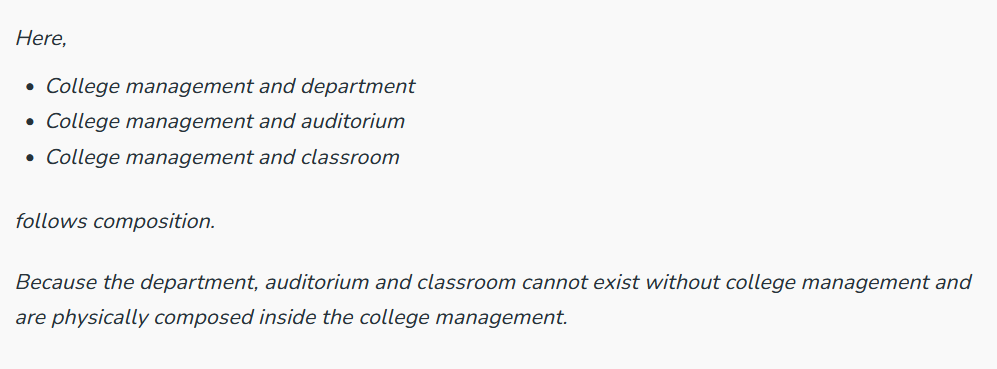 Here,
• College management and department
• College management and auditorium
• College management and classroom
follows composition.
Because the department, auditorium and classroom cannot exist without college management and
are physically composed inside the college management.